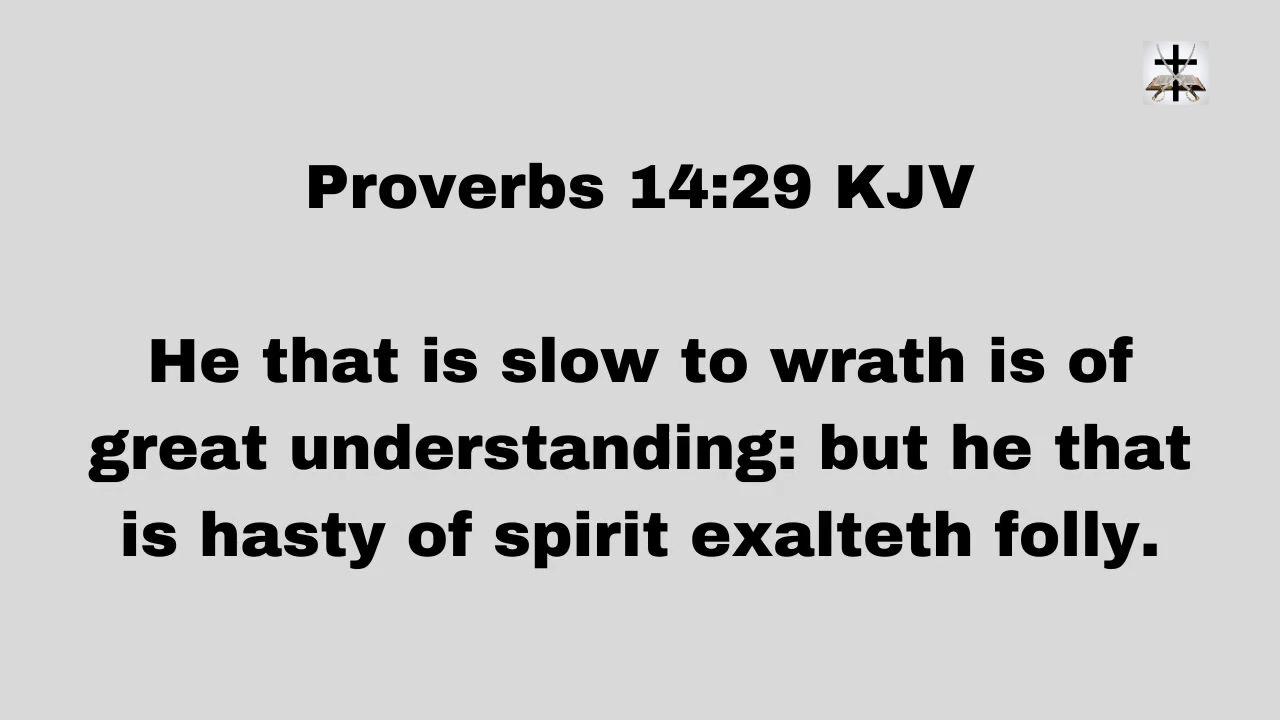 Proverbs 14:29 KJV
He that is slow to wrath is of
great understanding: but he that
is hasty of spirit exalteth folly.